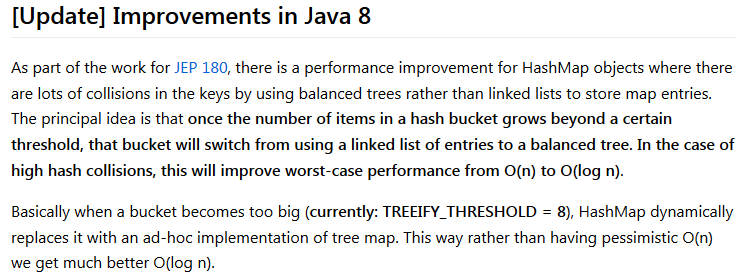 [Update] Improvements in Java 8
As part of the work for JEP 180, there is a performance improvement for HashMap objects where there
are lots of collisions in the keys by using balanced trees rather than linked lists to store map entries.
The principal idea is that once the number of items in a hash bucket grows beyond a certain
threshold, that bucket will switch from using a linked list of entries to a balanced tree. In the case of
high hash collisions, this will improve worst-case performance from O(n) to O(log n).
Basically when a bucket becomes too big (currently: TREEIFY_THRESHOLD = 8), HashMap dynamically
replaces it with an ad-hoc implementation of tree map. This way rather than having pessimistic O(n)
we get much better O(log n).